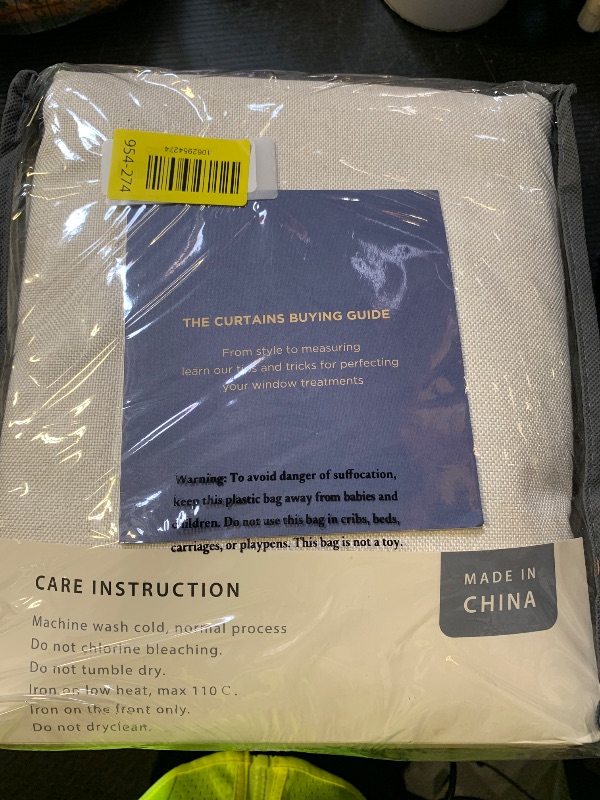 954-274
1062954274
THE CURTAINS BUYING GUIDE
From style to measuring
learn our tips and tricks for perfecting
your window treatments
Warning: To avoid danger of suffocation,
keep this plastic bag away from babies and
children. Do not use this bag in cribs, beds,
carriages, or playpens. This bag is not a toy.
CARE INSTRUCTION
Machine wash cold, normal process
Do not chlorine bleaching.
Do not tumble dry.
Iron on low heat, max 110 C.
Iron on the front only.
Do not dryclean.
MADE IN
CHINA